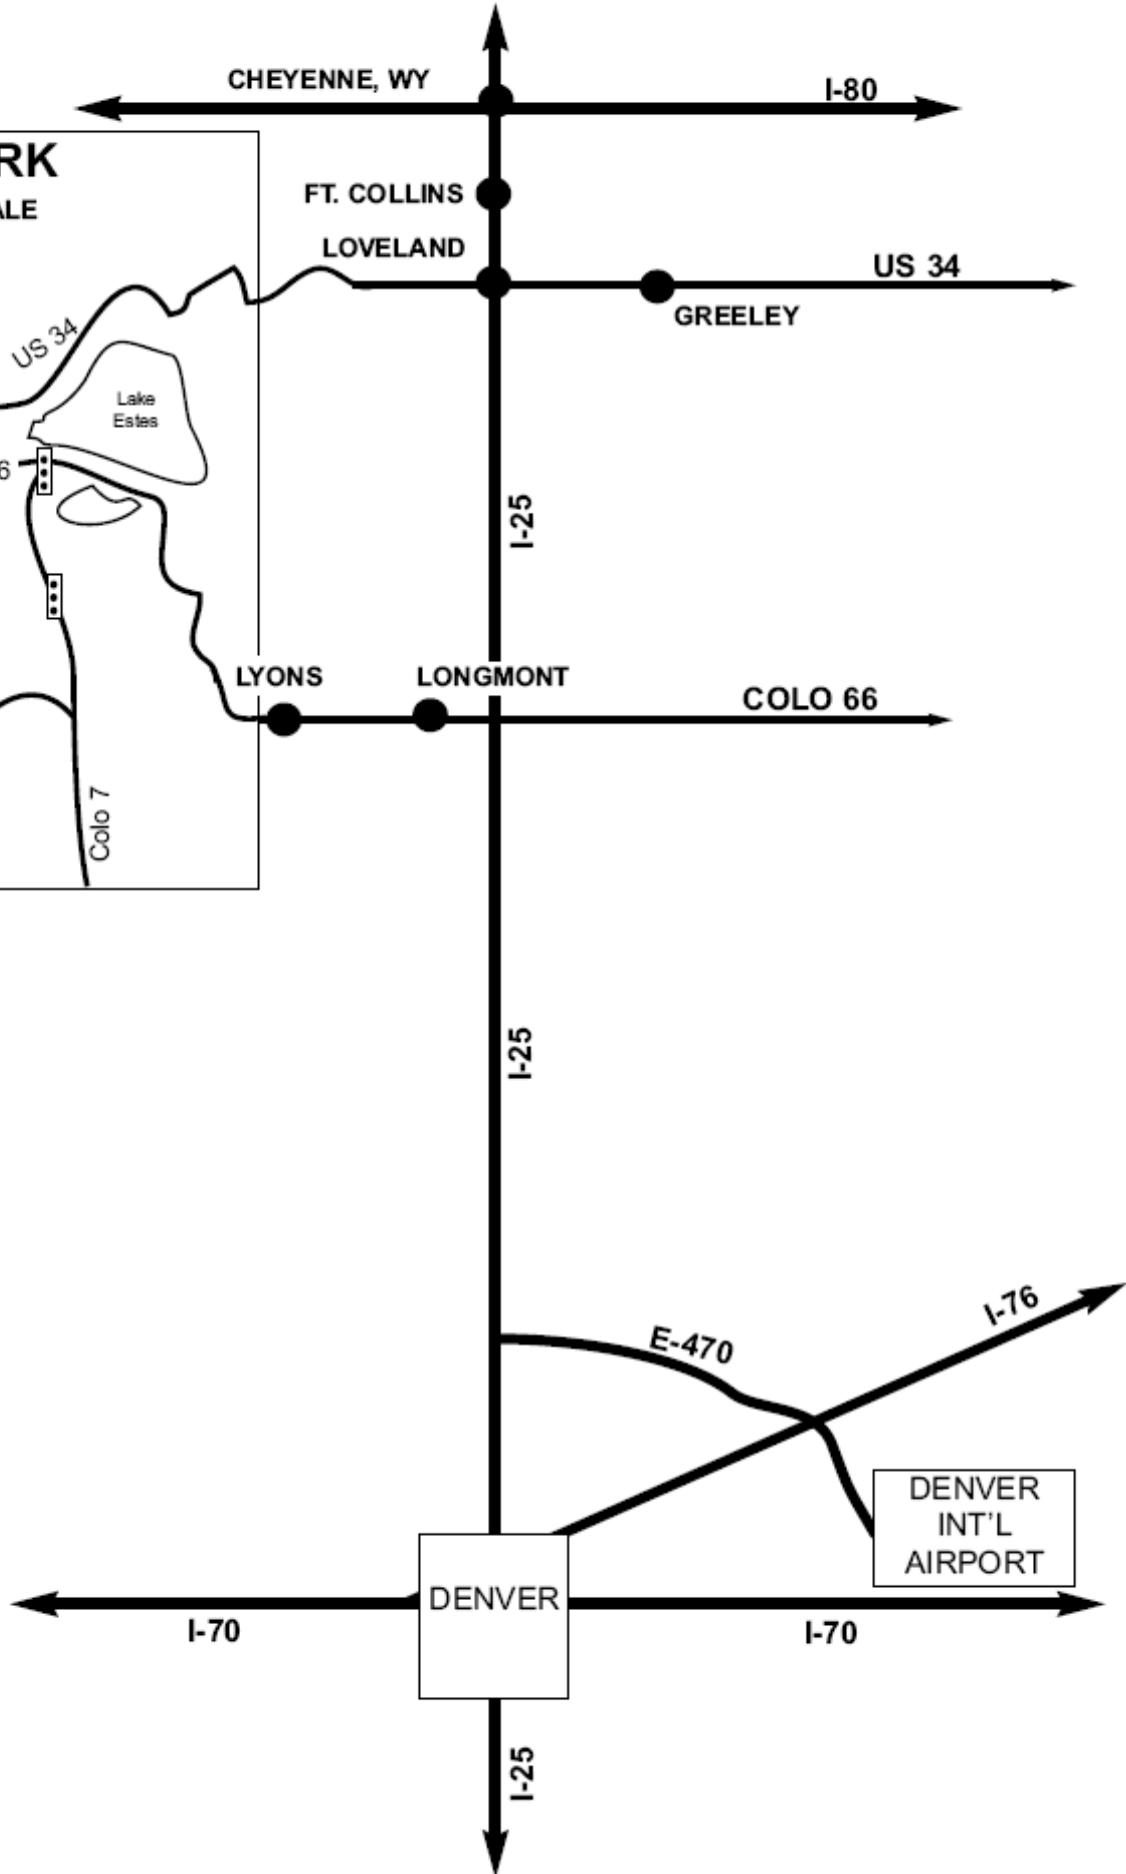 CHEYENNE, WY
I-80
RK
ALE
FT. COLLINS
LOVELAND
US 34
GREELEY
US 34
Lake
Estes
6
I-25
LYONS
LONGMONT
COLO 66
Colo 7
I-25
I-76
E-470
DENVER
INT'L
AIRPORT
DENVER
I-70
I-70
I-25